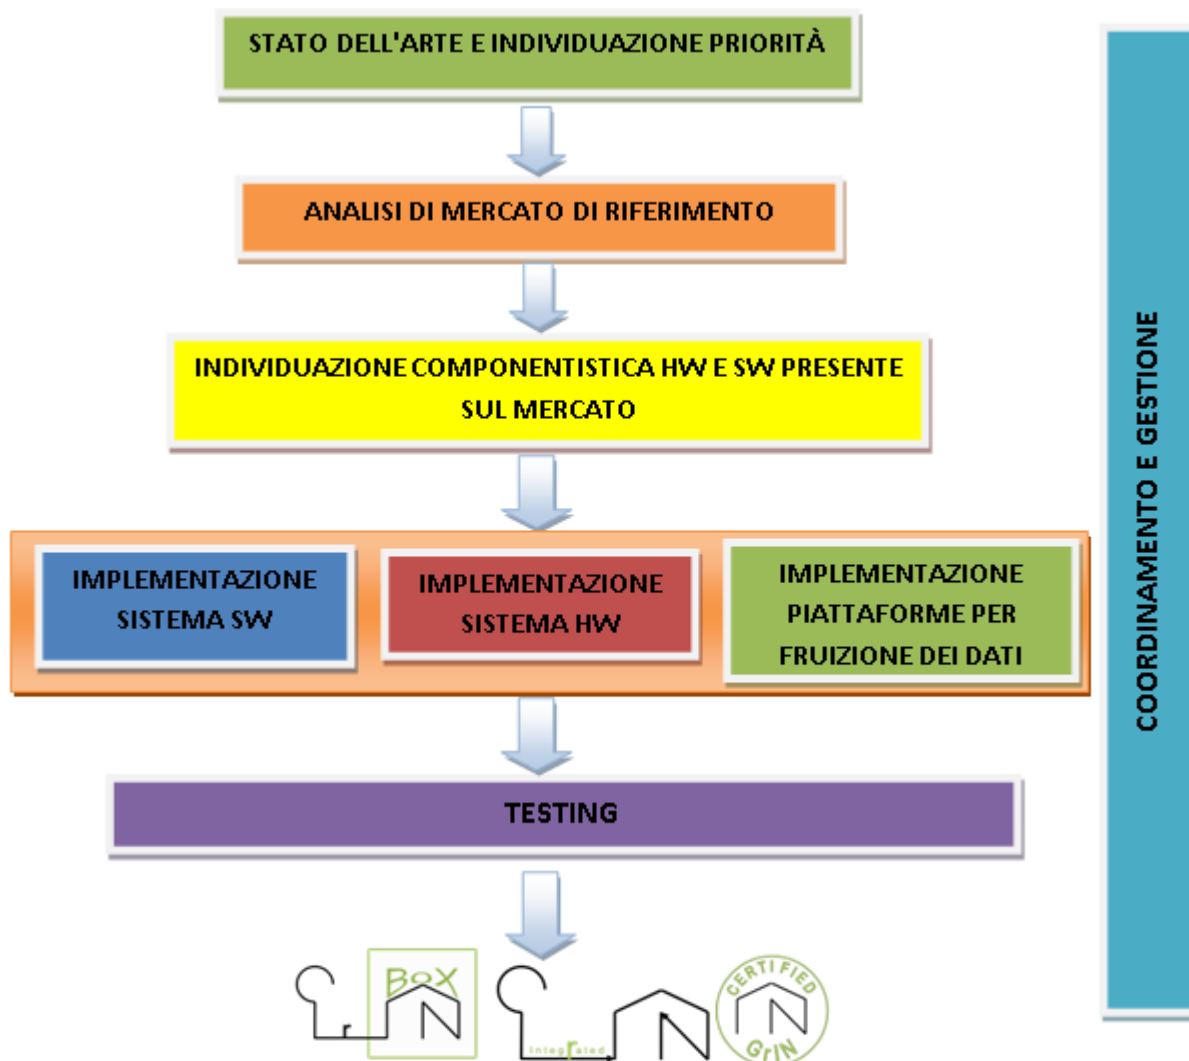 STATO DELL'ARTE E INDIVIDUAZIONE PRIORITÀ
ANALISI DI MERCATO DI RIFERIMENTO
INDIVIDUAZIONE COMPONENTISTICA HW E SW PRESENTE
SUL MERCATO
IMPLEMENTAZIONE
SISTEMA SW
IMPLEMENTAZIONE
SISTEMA HW
IMPLEMENTAZIONE
PIATTAFORME PER
FRUIZIONE DEI DATI
TESTING
BoX
r
N
Integrated
N
CERTIFIED
N
GrIN
COORDINAMENTO E GESTIONE